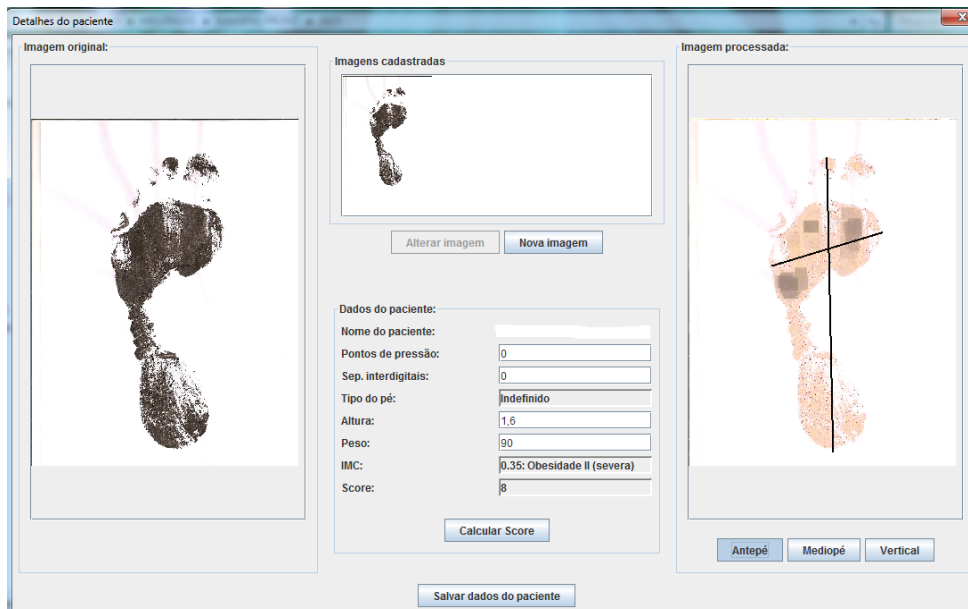 Detalhes do paciente
Imagem original:
Imagens cadastradas
Alterar imagem
Nova imagem
Dados do paciente:
Nome do paciente:
Pontos de pressão: 0
Sep. interdigitais: 0
Tipo do pé: Indefinido
Altura: 1,6
Peso: 90
IMC: 0.35: Obesidade II (severa)
Score: 8
Calcular Score
Imagem processada:
Antepé
Mediopé
Vertical
Salvar dados do paciente